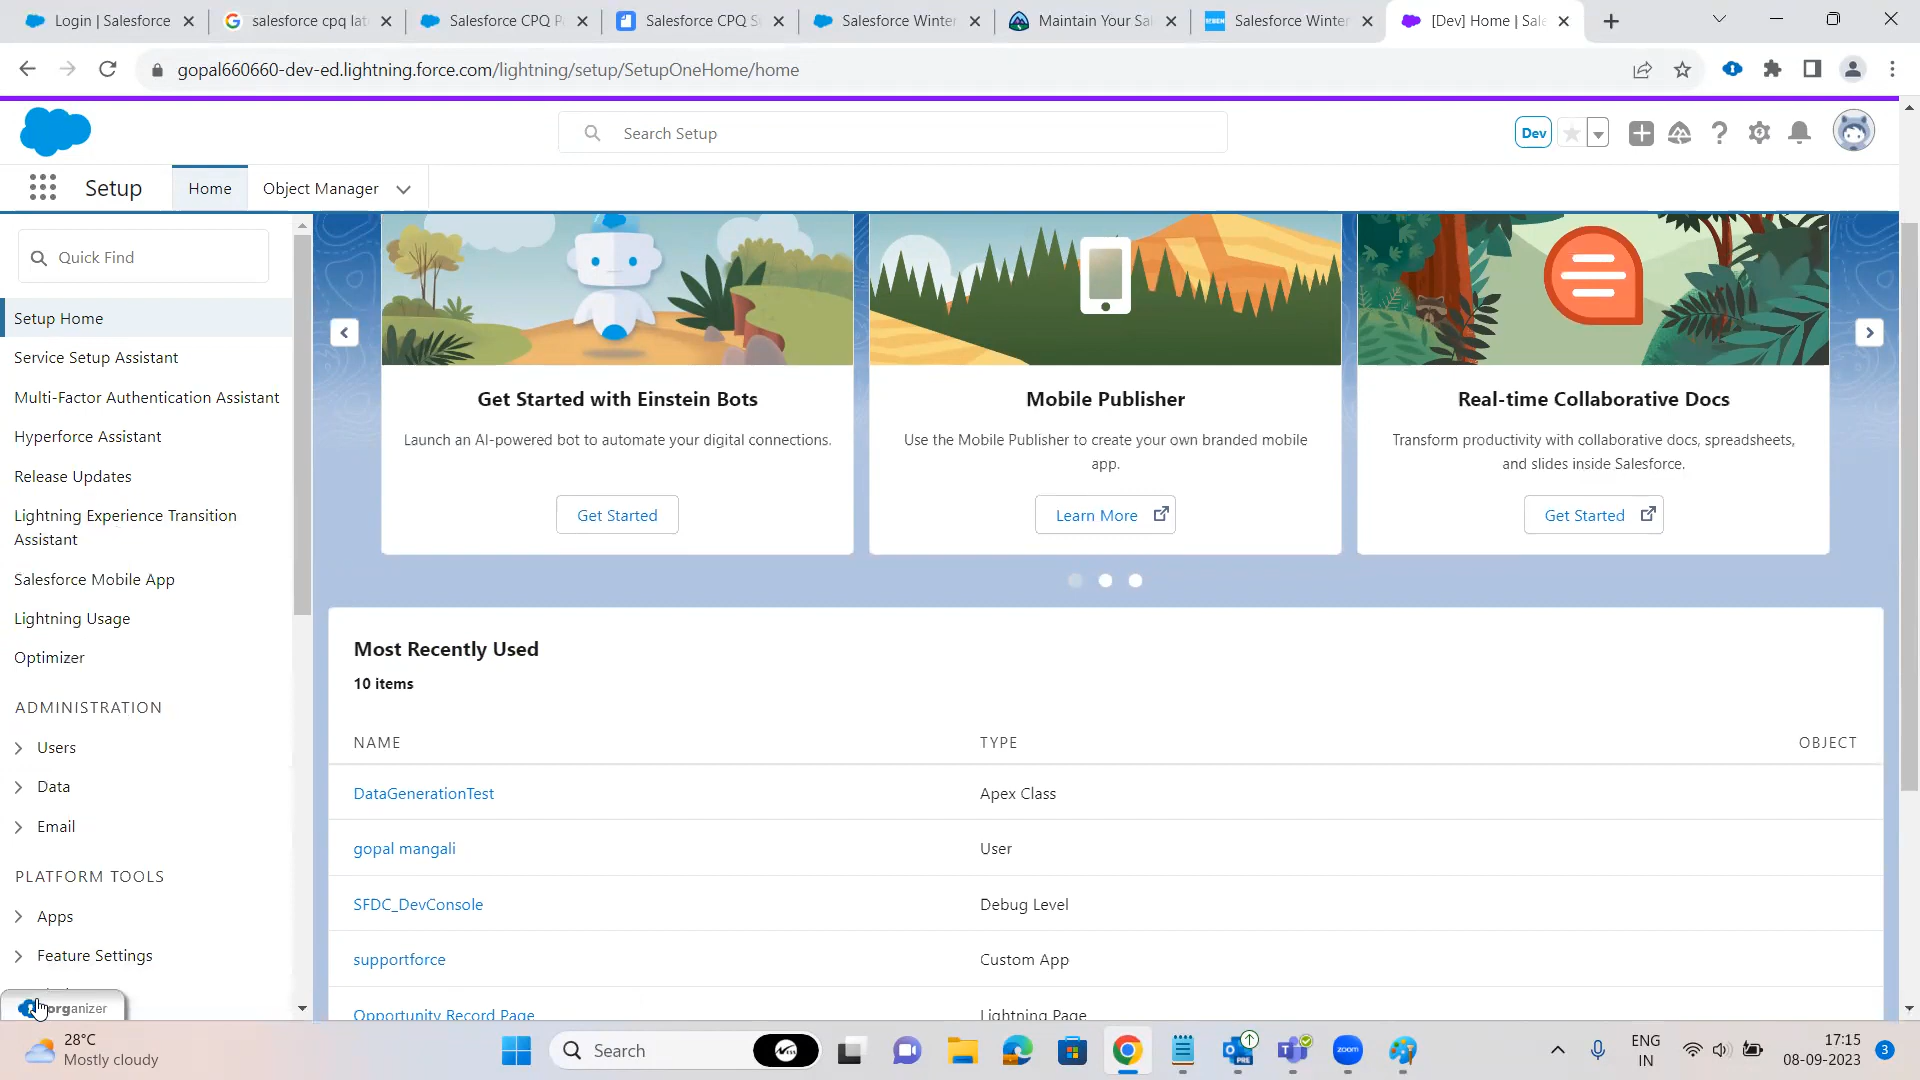 Login | Salesforce
salesforce cpq lat
Salesforce CPQ P
Salesforce CPQ S
Salesforce Winter
Maintain Your Sa
Salesforce Winter
[Dev] Home | Sale
gopal660660-dev-ed.lightning.force.com/lightning/setup/SetupOneHome/home
Search Setup
Dev
Setup
Home
Object Manager
Quick Find
Setup Home
Service Setup Assistant
Multi-Factor Authentication Assistant
Hyperforce Assistant
Release Updates
Lightning Experience Transition
Assistant
Salesforce Mobile App
Lightning Usage
Optimizer
ADMINISTRATION
Users
Data
Email
PLATFORM TOOLS
Apps
Feature Settings
organizer
Get Started with Einstein Bots
Launch an AI-powered bot to automate your digital connections.
Get Started
Mobile Publisher
Use the Mobile Publisher to create your own branded mobile
app.
Learn More
Real-time Collaborative Docs
Transform productivity with collaborative docs, spreadsheets,
and slides inside Salesforce.
Get Started
Most Recently Used
10 items
NAME TYPE OBJECT
DataGenerationTest Apex Class
gopal mangali User
SFDC_DevConsole Debug Level
supportforce Custom App
Opportunity Record Page Lightning Page
28°C
Mostly cloudy
Search
PRE
zoom
ENG
IN
17:15
08-09-2023
3